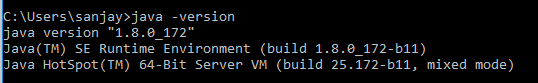 C:\Users\sanjay>java -version
java version "1.8.0_172"
Java(TM) SE Runtime Environment (build 1.8.0_172-b11)
Java HotSpot(TM) 64-Bit Server VM (build 25.172-b11, mixed mode)